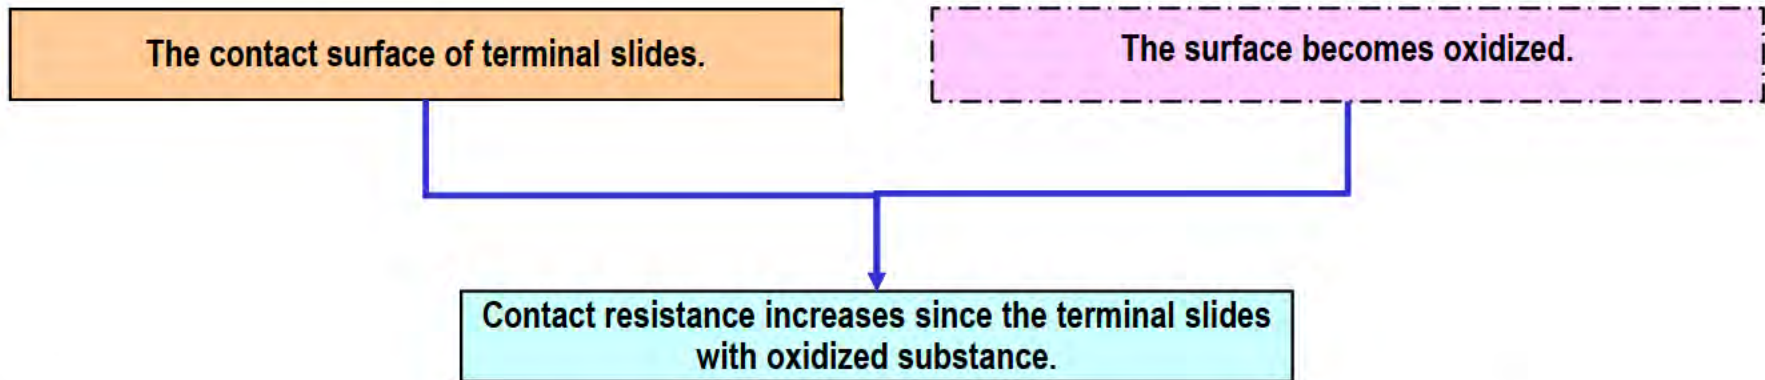 The contact surface of terminal slides.
The surface becomes oxidized.
Contact resistance increases since the terminal slides
with oxidized substance.